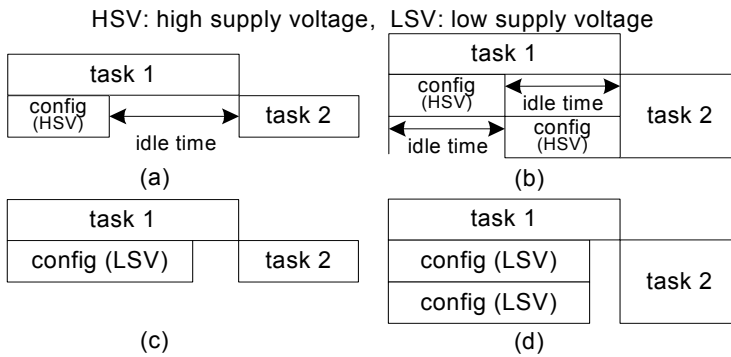 HSV: high supply voltage, LSV: low supply voltage
task 1
config
(HSV)
idle time
task 2
(a)
task 1
config
(HSV)
idle time
idle time
config
(HSV)
task 2
(b)
task 1
config (LSV)
task 2
(c)
task 1
config (LSV)
config (LSV)
task 2
(d)